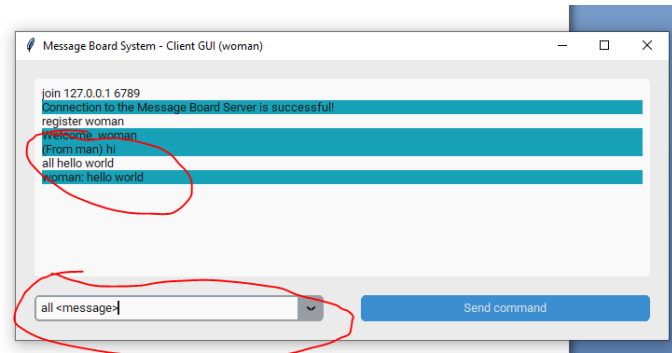 Message Board System - Client GUI (woman)
join 127.0.0.1 6789
Connection to the Message Board Server is successful!
register woman
Welcome, woman
(From man) hi
all hello world
woman: hello world
all <message>
Send command